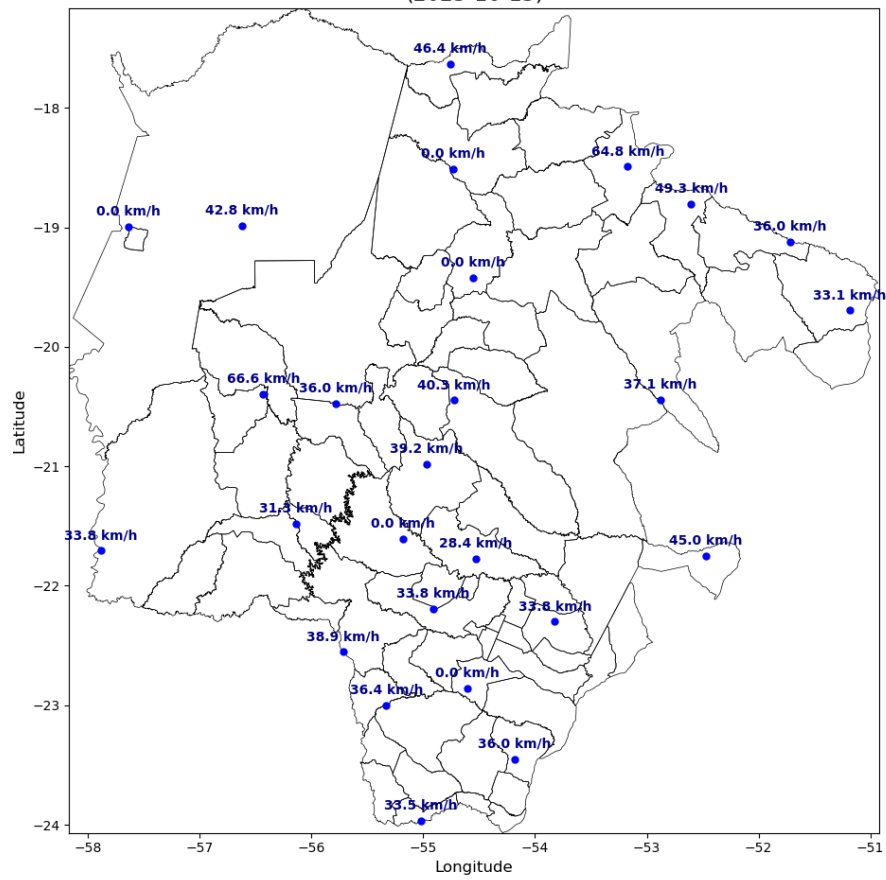 46.4 km/h
−18
0.0 km/h
64.8 km/h
49.3 km/h
0.0 km/h
42.8 km/h
36.0 km/h
−19
0.0 km/h
33.1 km/h
−20
66.6 km/h
36.0 km/h
40.3 km/h
37.1 km/h
39.2 km/h
Latitude
−21
31.3 km/h
33.8 km/h
0.0 km/h
28.4 km/h
45.0 km/h
−22
33.8 km/h
33.8 km/h
38.9 km/h
0.0 km/h
36.4 km/h
−23
36.0 km/h
33.5 km/h
−24
−58 −57 −56 −55 −54 −53 −52 −51
Longitude